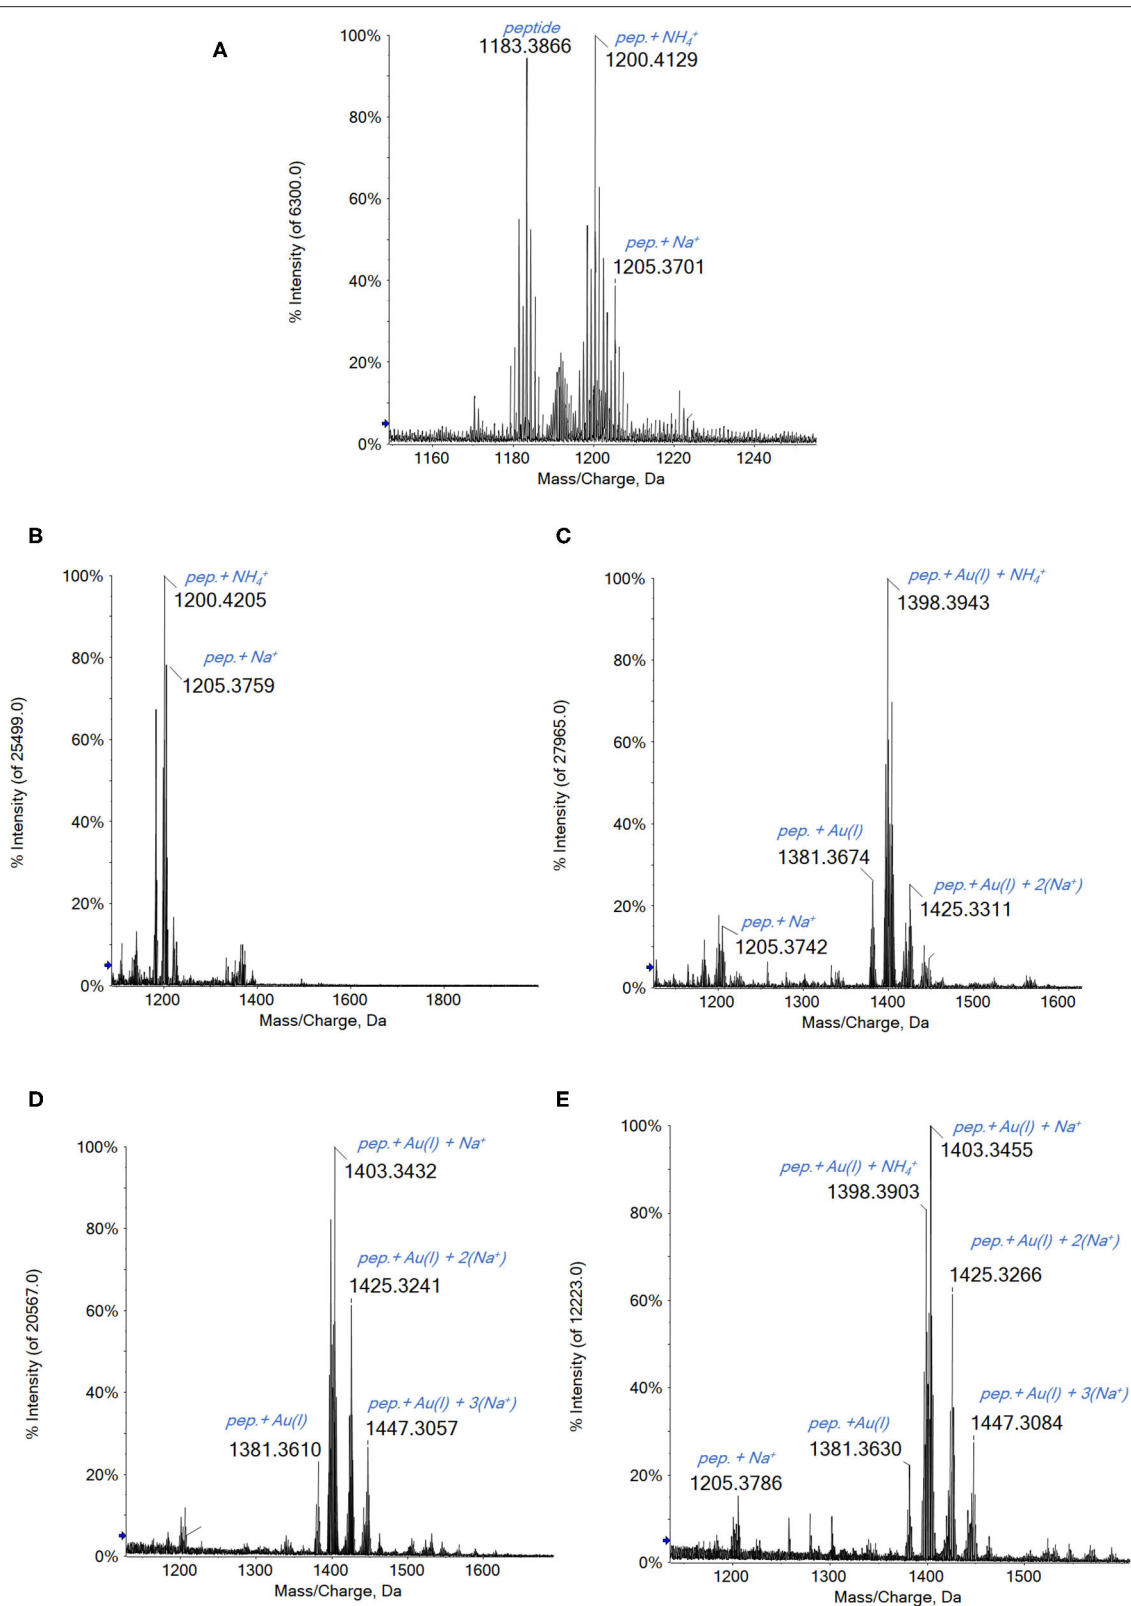 A
peptide
1183.3866
pep.+ NH₄⁺
1200.4129
pep.+ Na⁺
1205.3701
100%
80%
60%
40%
20%
0%
% Intensity (of 6300.0)
1160 1180 1200 1220 1240
Mass/Charge, Da
B
pep.+ NH₄⁺
1200.4205
pep.+ Na⁺
1205.3759
100%
80%
60%
40%
20%
0%
% Intensity (of 25499.0)
1200 1400 1600 1800
Mass/Charge, Da
C
pep.+ Au(I) + NH₄⁺
1398.3943
pep. + Au(I)
1381.3674
pep.+ Au(I) + 2(Na⁺)
1425.3311
pep.+ Na⁺
1205.3742
100%
80%
60%
40%
20%
0%
% Intensity (of 27965.0)
1200 1300 1400 1500 1600
Mass/Charge, Da
D
pep.+ Au(I) + Na⁺
1403.3432
pep.+ Au(I) + 2(Na⁺)
1425.3241
pep.+ Au(I) + 3(Na⁺)
1447.3057
pep.+ Au(I)
1381.3610
100%
80%
60%
40%
20%
0%
% Intensity (of 20567.0)
1200 1300 1400 1500 1600
Mass/Charge, Da
E
pep.+ Au(I) + Na⁺
1403.3455
pep.+ Au(I) + NH₄⁺
1398.3903
pep.+ Au(I) + 2(Na⁺)
1425.3266
pep.+ Au(I) + 3(Na⁺)
1447.3084
pep. +Au(I)
1381.3630
pep. + Na⁺
1205.3786
100%
80%
60%
40%
20%
0%
% Intensity (of 12223.0)
1200 1300 1400 1500
Mass/Charge, Da